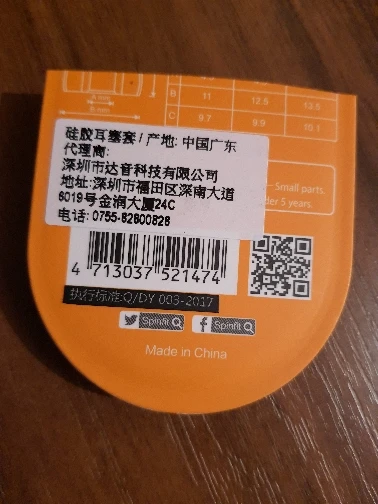 A mm
B mm
B 11 12.5 13.5
C 9.7 9.9 10.1
硅胶耳塞套/产地:中国广东
代理商:
深圳市达音科技有限公司
地址:深圳市福田区深南大道
6019号金润大厦24C
电话:0755-82800828
—Small parts,
der 5 years.
4 713037 521474
执行标准:Q/DY 003-2017
Spinfit
Spinfit
Made in China